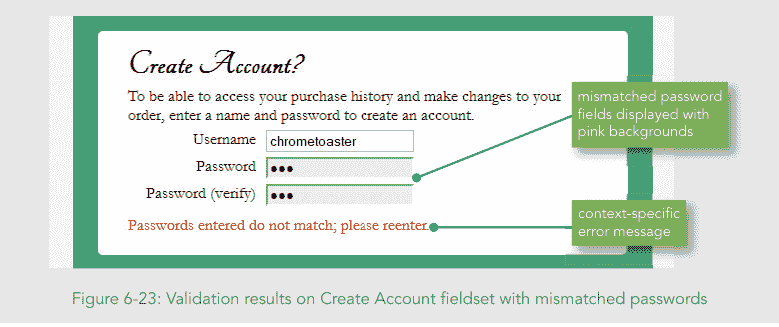 Create Account?
To be able to access your purchase history and make changes to your
order, enter a name and password to create an account.
Username chrometoaster
Password •••
Password (verify) •••
Passwords entered do not match; please reenter.
mismatched password
fields displayed with
pink backgrounds
context-specific
error message
Figure 6-23: Validation results on Create Account fieldset with mismatched passwords